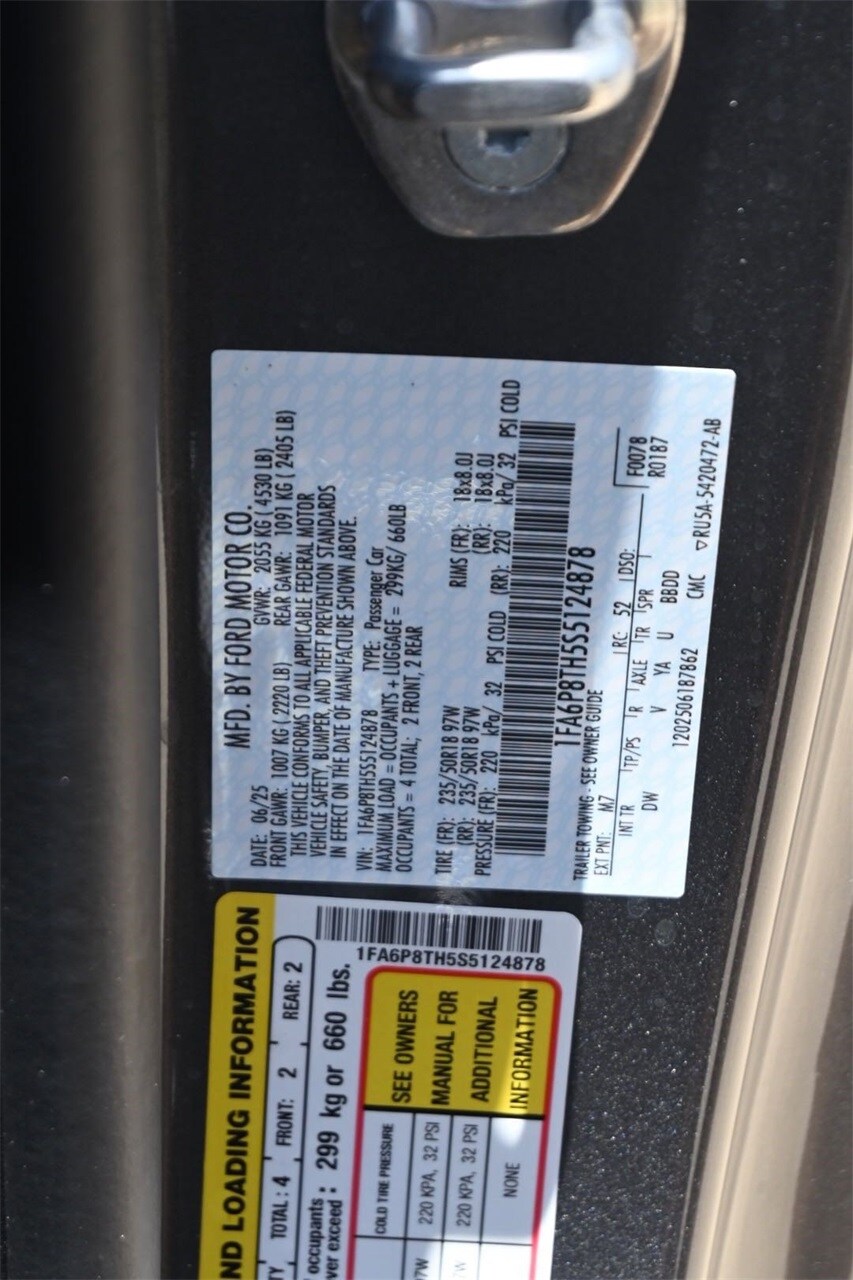 MFD. BY FORD MOTOR CO.
DATE: 06/25 GVWR: 2055 KG ( 4530 LB)
FRONT GAWR: 1007 KG ( 2220 LB) REAR GAWR: 1091 KG ( 2405 LB)
THIS VEHICLE CONFORMS TO ALL APPLICABLE FEDERAL MOTOR
VEHICLE SAFETY, BUMPER, AND THEFT PREVENTION STANDARDS
IN EFFECT ON THE DATE OF MANUFACTURE SHOWN ABOVE.
VIN: 1FA6P8TH5S5124878 TYPE: Passenger Car
MAXIMUM LOAD = OCCUPANTS + LUGGAGE = 299KG/ 660LB
OCCUPANTS = 4 TOTAL; 2 FRONT, 2 REAR
TIRE (FR): 235/50R18 97W RIMS (FR): 18x8.0J
(RR): 235/50R18 97W (RR): 18x8.0J
PRESSURE (FR): 220 kPa/ 32 PSI COLD (RR): 220 kPa/ 32 PSI COLD
1FA6P8TH5S5124878
TRAILER TOWING - SEE OWNER GUIDE
EXT PNT: M7 RC: 52 DSO: F0078
INT TR TP/PS R AXLE TR SPR R0187
DW V YA U BBDD
1202506187862 CMC ▽RU5A-5420472-AB
ND LOADING INFORMATION
TY TOTAL : 4 FRONT: 2 REAR: 2
occupants
ver exceed : 299 kg or 660 lbs.
1FA6P8TH5S5124878
COLD TIRE PRESSURE
7W 220 KPA, 32 PSI
7W 220 KPA, 32 PSI
NONE
SEE OWNERS
MANUAL FOR
ADDITIONAL
INFORMATION